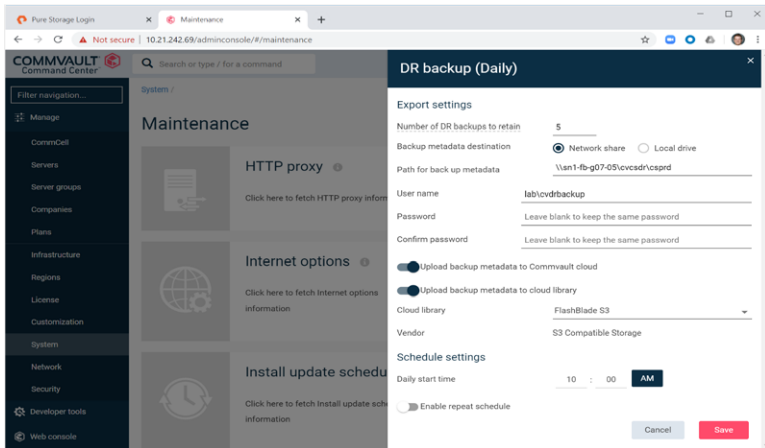 Pure Storage Login
Maintenance
Not secure | 10.21.242.69/adminconsole/#/maintenance
COMMVAULT
Command Center
Search or type / for a command
Filter navigation...
Manage
CommCell
Servers
Server groups
Companies
Plans
Infrastructure
Regions
License
Customization
System
Network
Security
Developer tools
Web console
System /
Maintenance
HTTP proxy
Click here to fetch HTTP proxy inform
Internet options
Click here to fetch Internet options
information
Install update schedu
Click here to fetch Install update sche
information
DR backup (Daily)
Export settings
Number of DR backups to retain 5
Backup metadata destination Network share Local drive
Path for back up metadata \\sn1-fb-g07-05\cvcsdr\csprd
User name lab\cvdrbackup
Password Leave blank to keep the same password
Confirm password Leave blank to keep the same password
Upload backup metadata to Commvault cloud
Upload backup metadata to cloud library
Cloud library FlashBlade S3
Vendor S3 Compatible Storage
Schedule settings
Daily start time 10 : 00 AM
Enable repeat schedule
Cancel Save